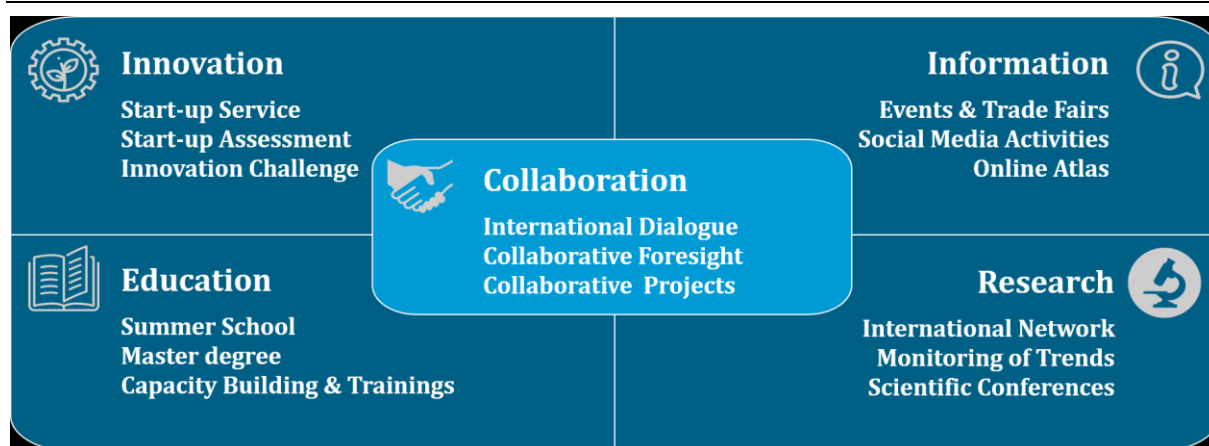 Innovation
Start-up Service
Start-up Assessment
Innovation Challenge
Information
Events & Trade Fairs
Social Media Activities
Online Atlas
Collaboration
International Dialogue
Collaborative Foresight
Collaborative Projects
Education
Summer School
Master degree
Capacity Building & Trainings
Research
International Network
Monitoring of Trends
Scientific Conferences